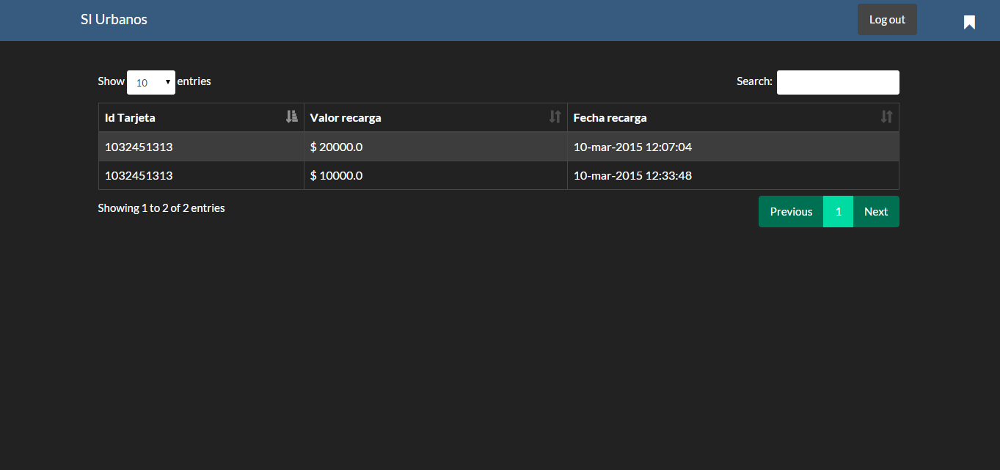 SI Urbanos Log out
Show 10 entries Search:
Id Tarjeta Valor recarga Fecha recarga
1032451313 $ 20000.0 10-mar-2015 12:07:04
1032451313 $ 10000.0 10-mar-2015 12:33:48
Showing 1 to 2 of 2 entries Previous 1 Next